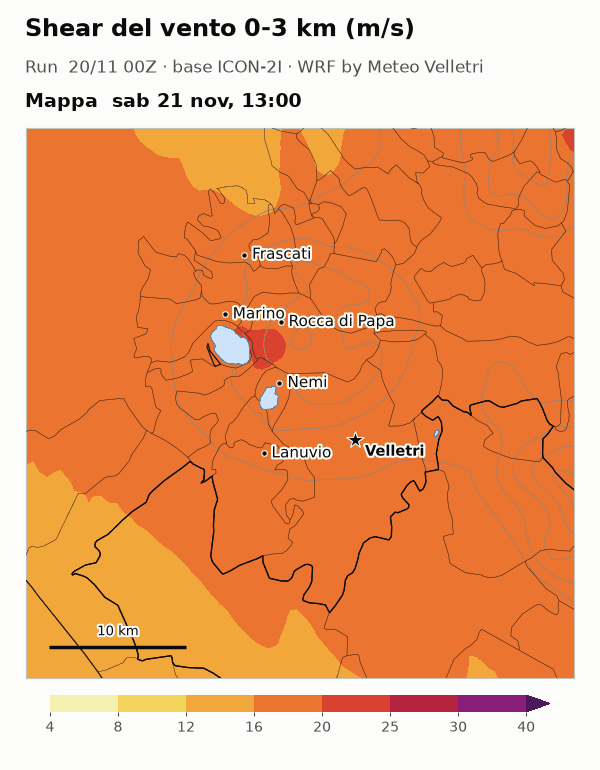 Shear del vento 0-3 km (m/s)
Run  20/11 00Z · base ICON-2I · WRF by Meteo Velletri
Mappa  sab 21 nov, 13:00
Frascati
Marino
Rocca di Papa
Nemi
Velletri
Lanuvio
10 km
4 8 12 16 20 25 30 40